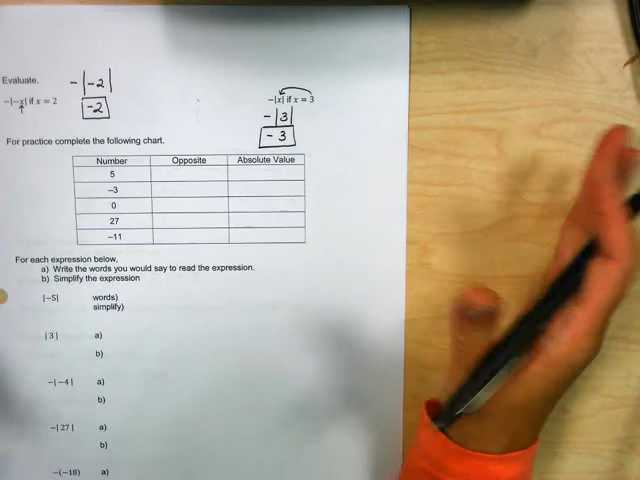 Evaluate.
-|-x| if x = 2
-|-2|
-2
-|x| if x = 3
-|3|
-3
For practice complete the following chart.
Number Opposite Absolute Value
5
-3
0
27
-11
For each expression below,
a) Write the words you would say to read the expression.
b) Simplify the expression
|-5| words)
simplify)
|3| a)
b)
-|-4| a)
b)
-|27| a)
b)
-(-18) a)